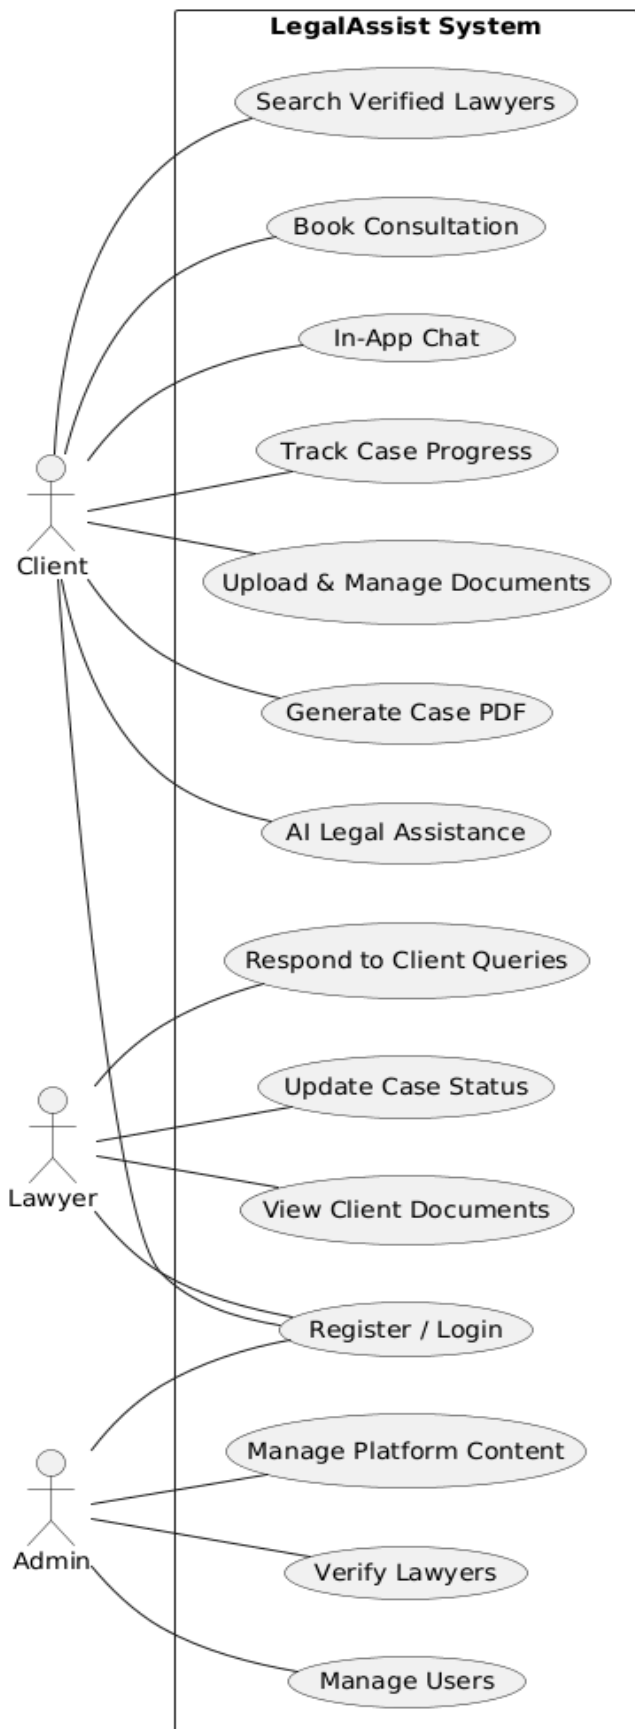 LegalAssist System
Search Verified Lawyers
Book Consultation
In-App Chat
Track Case Progress
Client
Upload & Manage Documents
Generate Case PDF
AI Legal Assistance
Respond to Client Queries
Update Case Status
Lawyer
View Client Documents
Register / Login
Manage Platform Content
Admin
Verify Lawyers
Manage Users